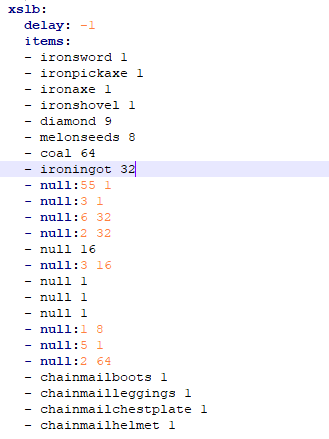 xslb:
delay: -1
items:
- ironsword 1
- ironpickaxe 1
- ironaxe 1
- ironshovel 1
- diamond 9
- melonseeds 8
- coal 64
- ironingot 32
- null:55 1
- null:3 1
- null:6 32
- null:2 32
- null 16
- null:3 16
- null 1
- null 1
- null 1
- null:1 8
- null:5 1
- null:2 64
- chainmailboots 1
- chainmailleggings 1
- chainmailchestplate 1
- chainmailhelmet 1